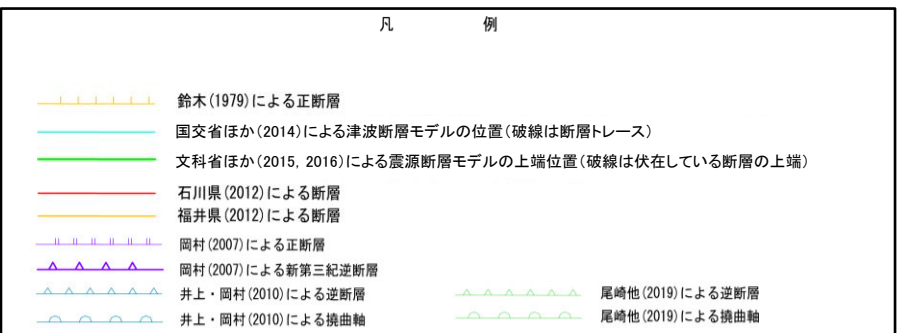 凡 例
鈴木(1979)による正断層
国交省ほか(2014)による津波断層モデルの位置(破線は断層トレース)
文科省ほか(2015, 2016)による震源断層モデルの上端位置(破線は伏在している断層の上端)
石川県(2012)による断層
福井県(2012)による断層
岡村(2007)による正断層
岡村(2007)による新第三紀逆断層
井上・岡村(2010)による逆断層
尾崎他(2019)による逆断層
井上・岡村(2010)による撓曲軸
尾崎他(2019)による撓曲軸